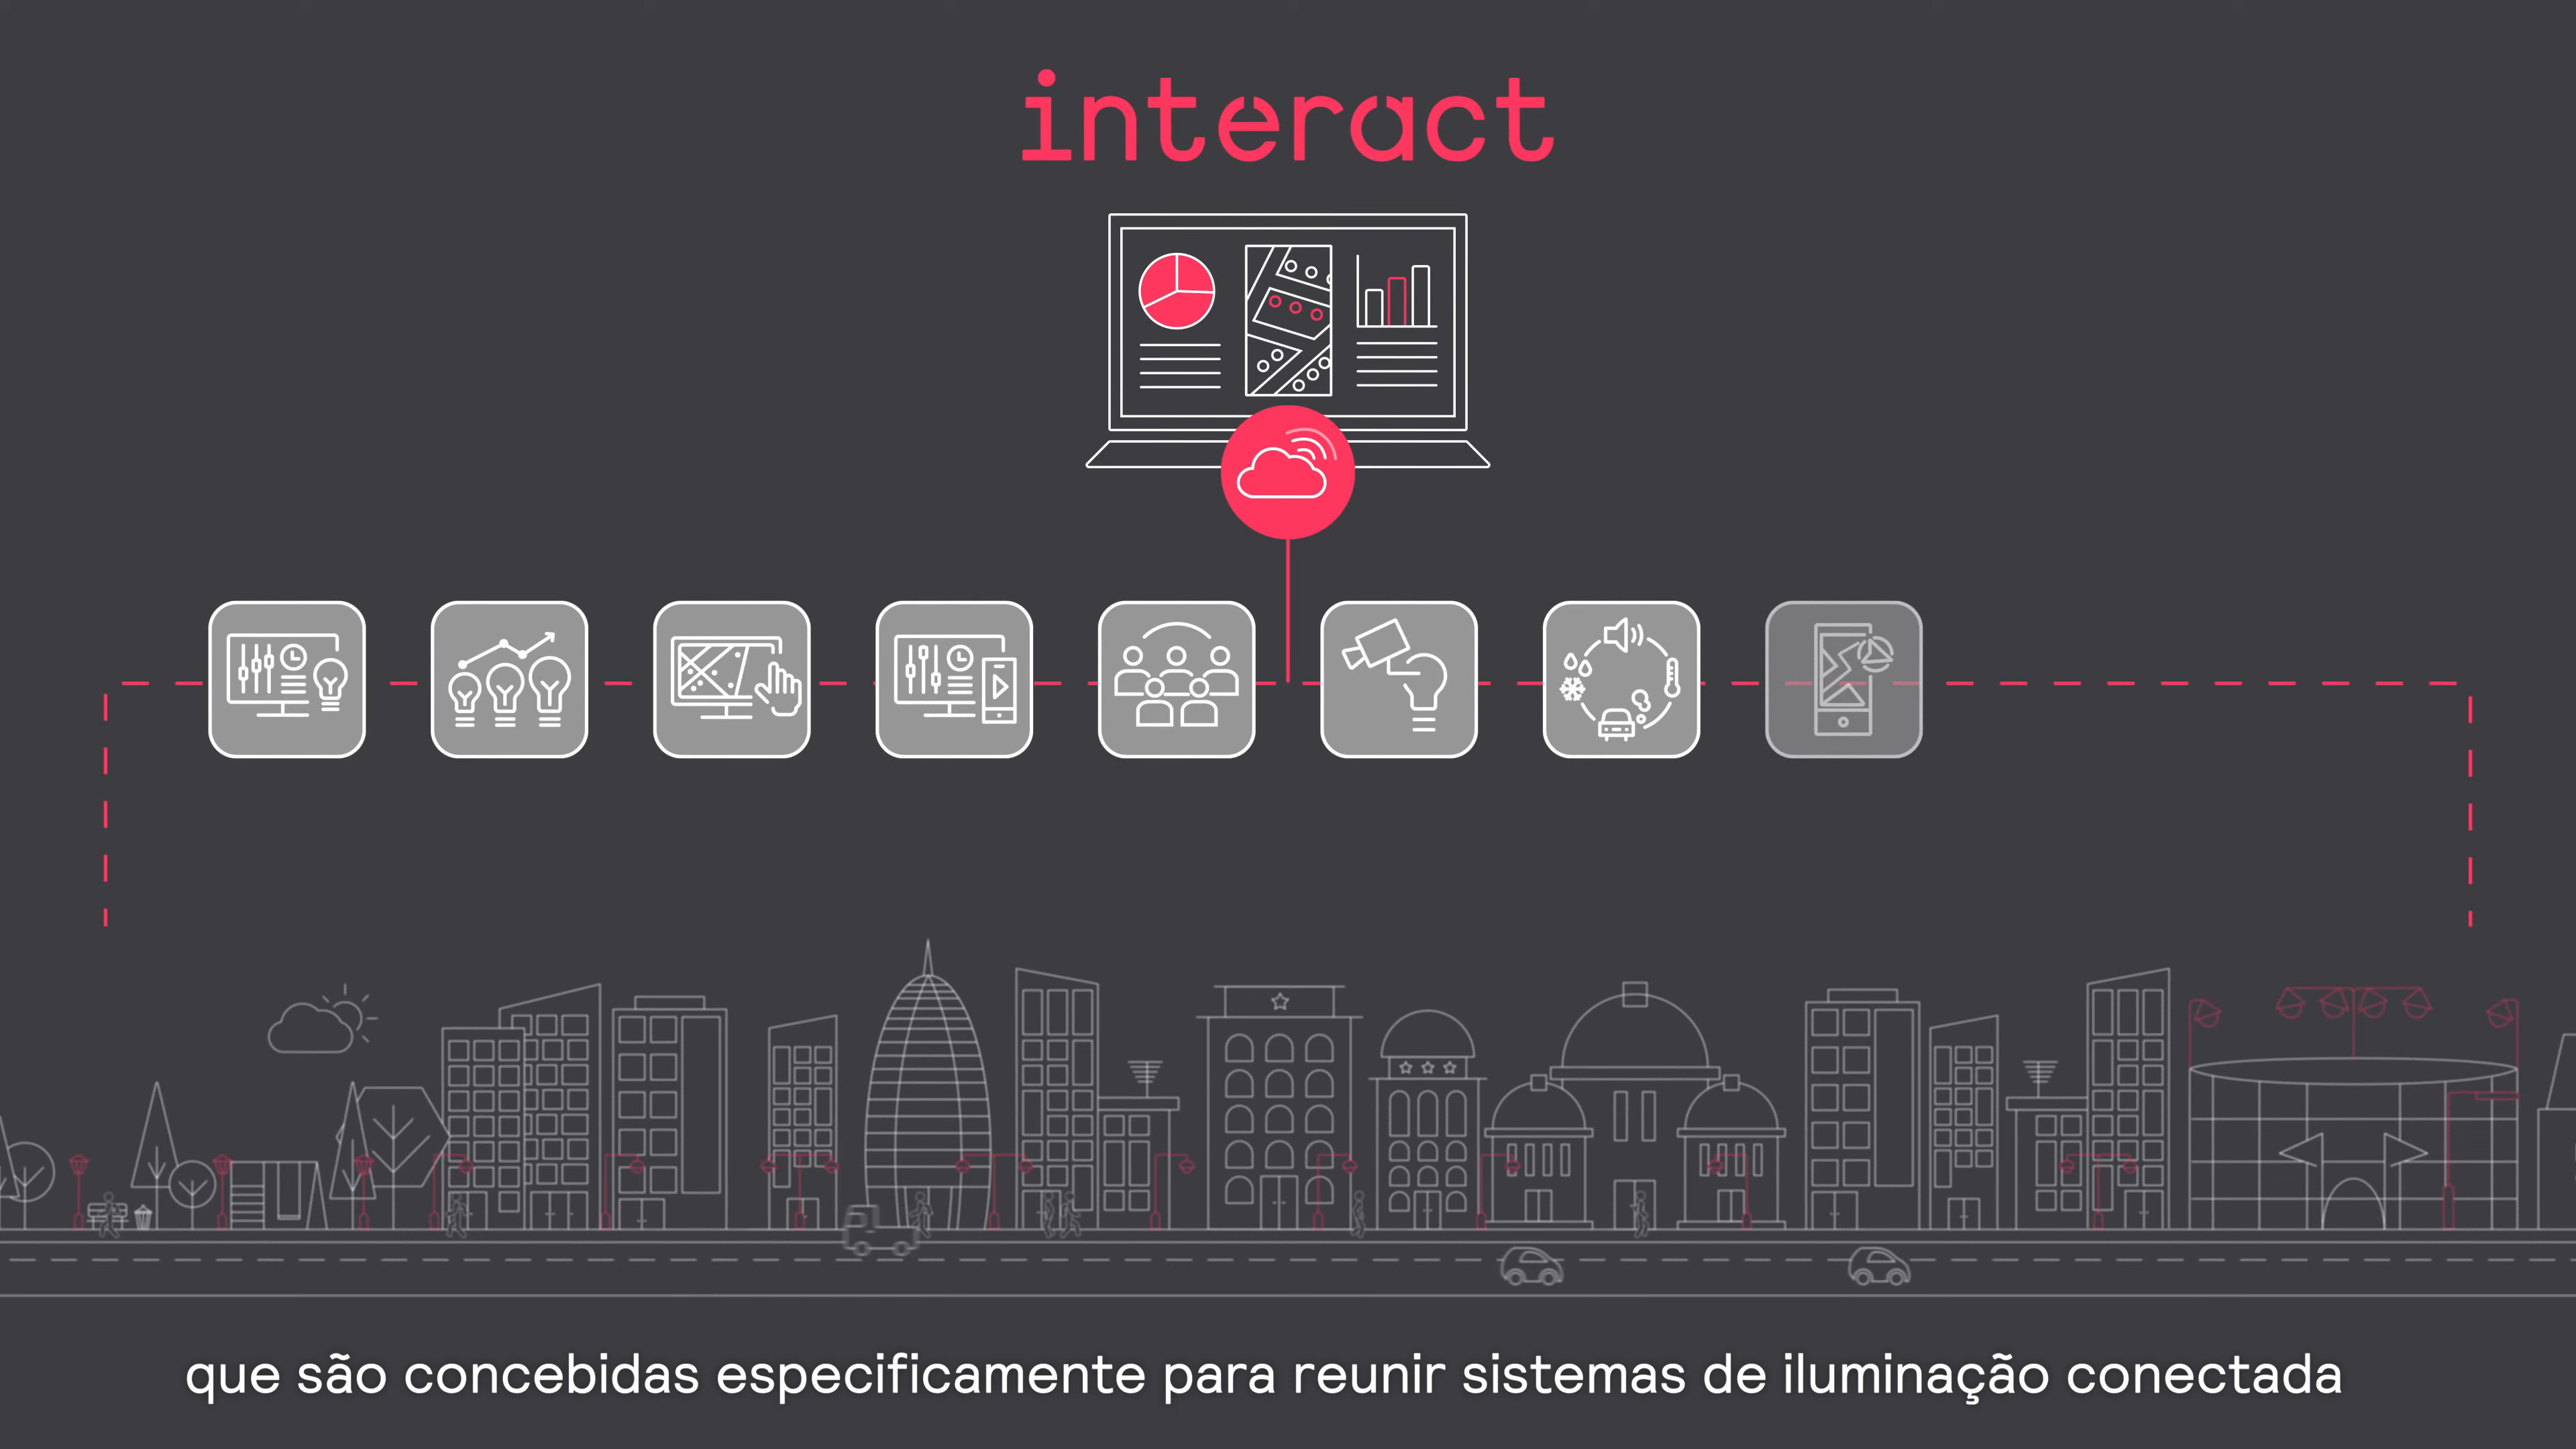 interact
que são concebidas especificamente para reunir sistemas de iluminação conectada